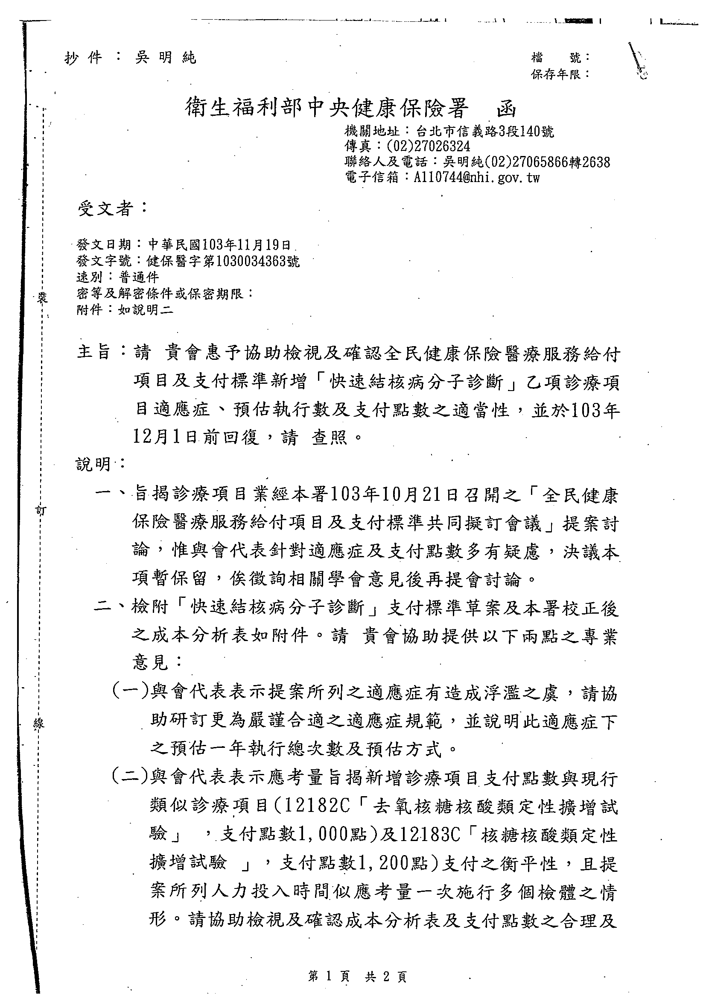 抄件：吳明純
檔　號：
保存年限：
衛生福利部中央健康保險署　函
機關地址：台北市信義路3段140號
傳真：(02)27026324
聯絡人及電話：吳明純(02)27065866轉2638
電子信箱：A110744@nhi.gov.tw
受文者：
發文日期：中華民國103年11月19日
發文字號：健保醫字第1030034363號
速別：普通件
密等及解密條件或保密期限：
附件：如說明二
主旨：請　貴會惠予協助檢視及確認全民健康保險醫療服務給付
項目及支付標準新增「快速結核病分子診斷」乙項診療項
目適應症、預估執行數及支付點數之適當性，並於103年
12月1日前回復，請　查照。
說明：
一、旨揭診療項目業經本署103年10月21日召開之「全民健康
保險醫療服務給付項目及支付標準共同擬訂會議」提案討
論，惟與會代表針對適應症及支付點數多有疑慮，決議本
項暫保留，俟徵詢相關學會意見後再提會討論。
二、檢附「快速結核病分子診斷」支付標準草案及本署校正後
之成本分析表如附件。請　貴會協助提供以下兩點之專業
意見：
(一)與會代表表示提案所列之適應症有造成浮濫之虞，請協
助研訂更為嚴謹合適之適應症規範，並說明此適應症下
之預估一年執行總次數及預估方式。
(二)與會代表表示應考量旨揭新增診療項目支付點數與現行
類似診療項目(12182C「去氧核糖核酸類定性擴增試
驗」　，支付點數1,000點)及12183C「核糖核酸類定性
擴增試驗　」，支付點數1,200點)支付之衡平性，且提
案所列人力投入時間似應考量一次施行多個檢體之情
形。請協助檢視及確認成本分析表及支付點數之合理及
裝
訂
線
第 1 頁　共 2 頁